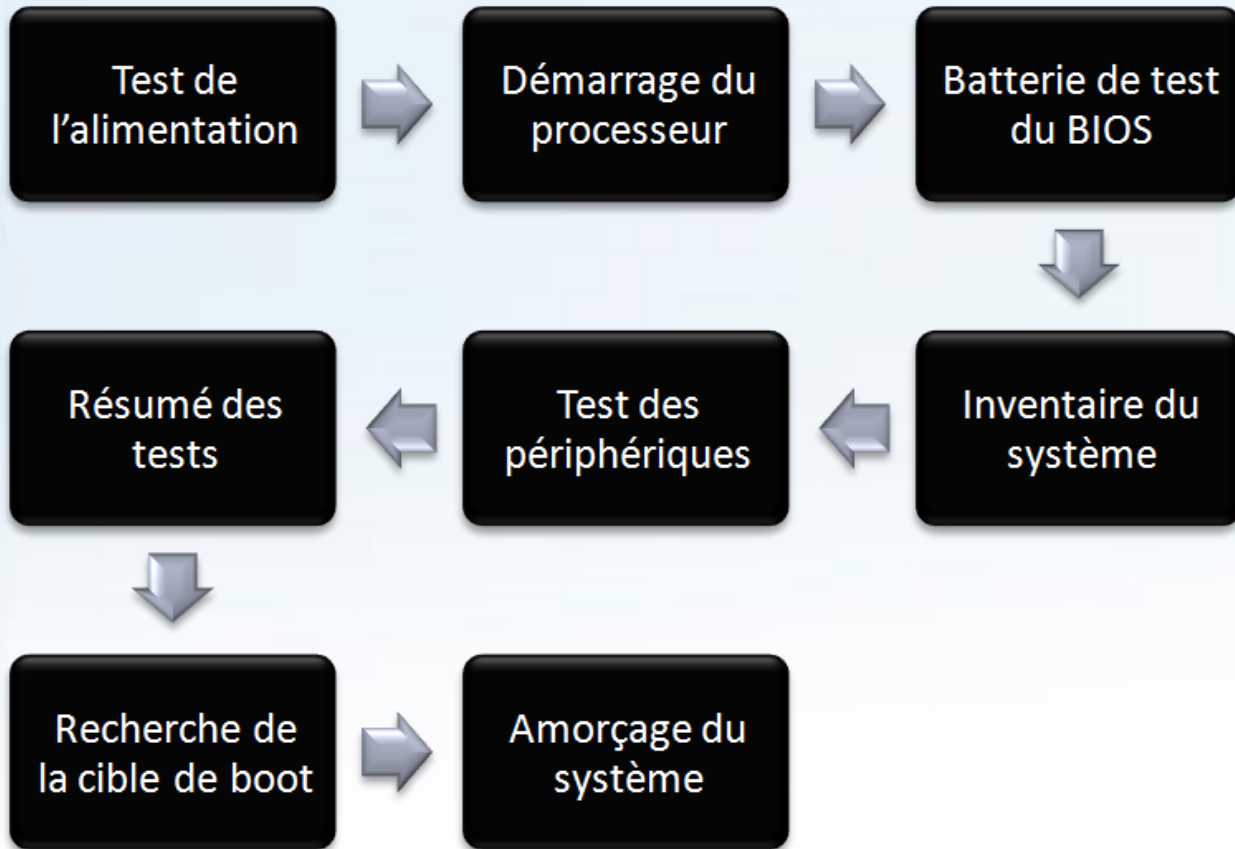 Test de
l’alimentation
Démarrage du
processeur
Batterie de test
du BIOS
Inventaire du
système
Test des
périphériques
Résumé des
tests
Recherche de
la cible de boot
Amorçage du
système